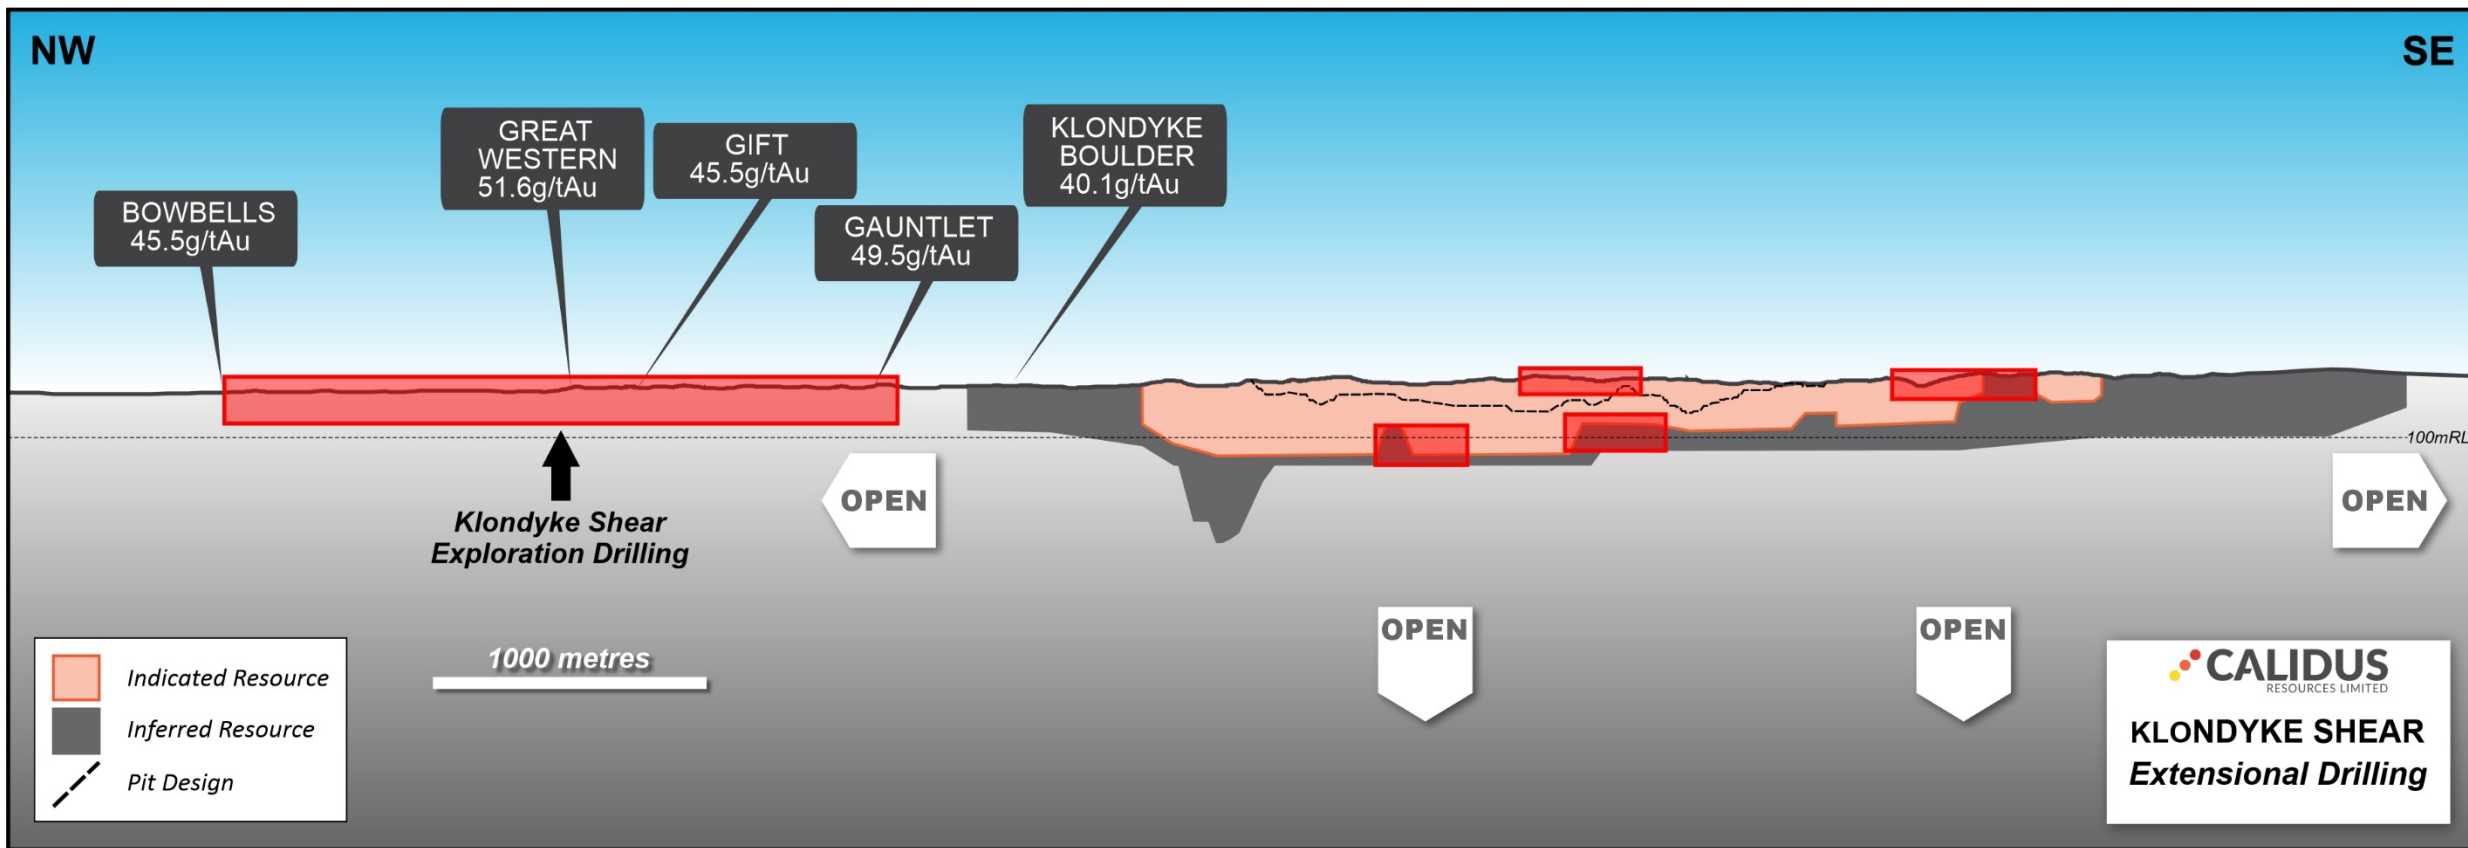 NW
SE
GREAT
WESTERN
51.6g/tAu
GIFT
45.5g/tAu
KLONDYKE
BOULDER
40.1g/tAu
BOWBELLS
45.5g/tAu
GAUNTLET
49.5g/tAu
100mRL
Klondyke Shear
Exploration Drilling
OPEN
OPEN
OPEN
OPEN
1000 metres
Indicated Resource
Inferred Resource
Pit Design
CALIDUS
RESOURCES LIMITED
KLONDYKE SHEAR
Extensional Drilling